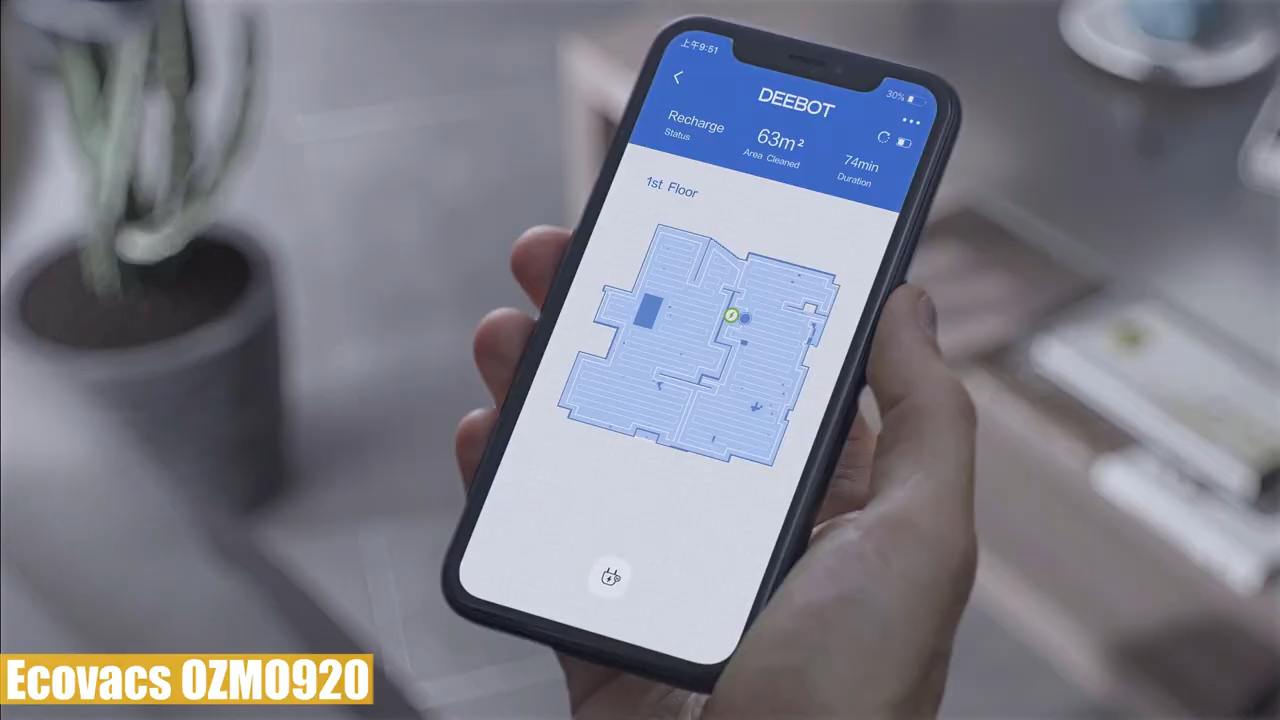 上午9:51
30%
DEEBOT
Recharge
Status
63m²
Area Cleaned
74min
Duration
1st Floor
Ecovacs OZMO920